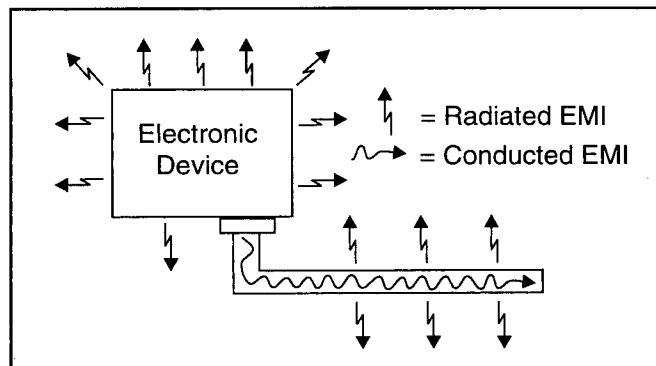 Electronic
Device
= Radiated EMI
= Conducted EMI